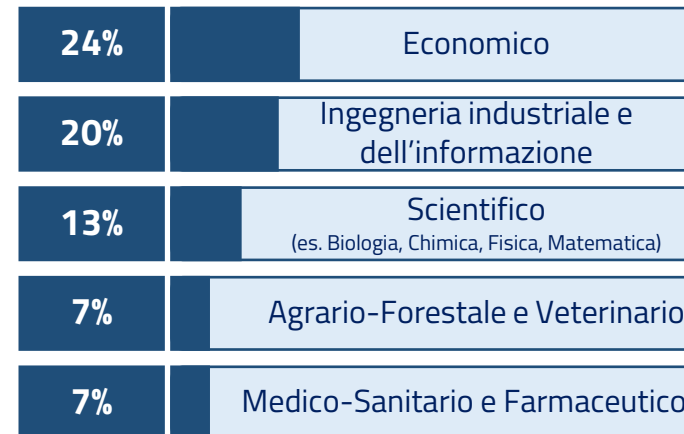 24%
Economico
20%
Ingegneria industriale e
dell’informazione
13%
Scientifico
(es. Biologia, Chimica, Fisica, Matematica)
7%
Agrario-Forestale e Veterinario
7%
Medico-Sanitario e Farmaceutico